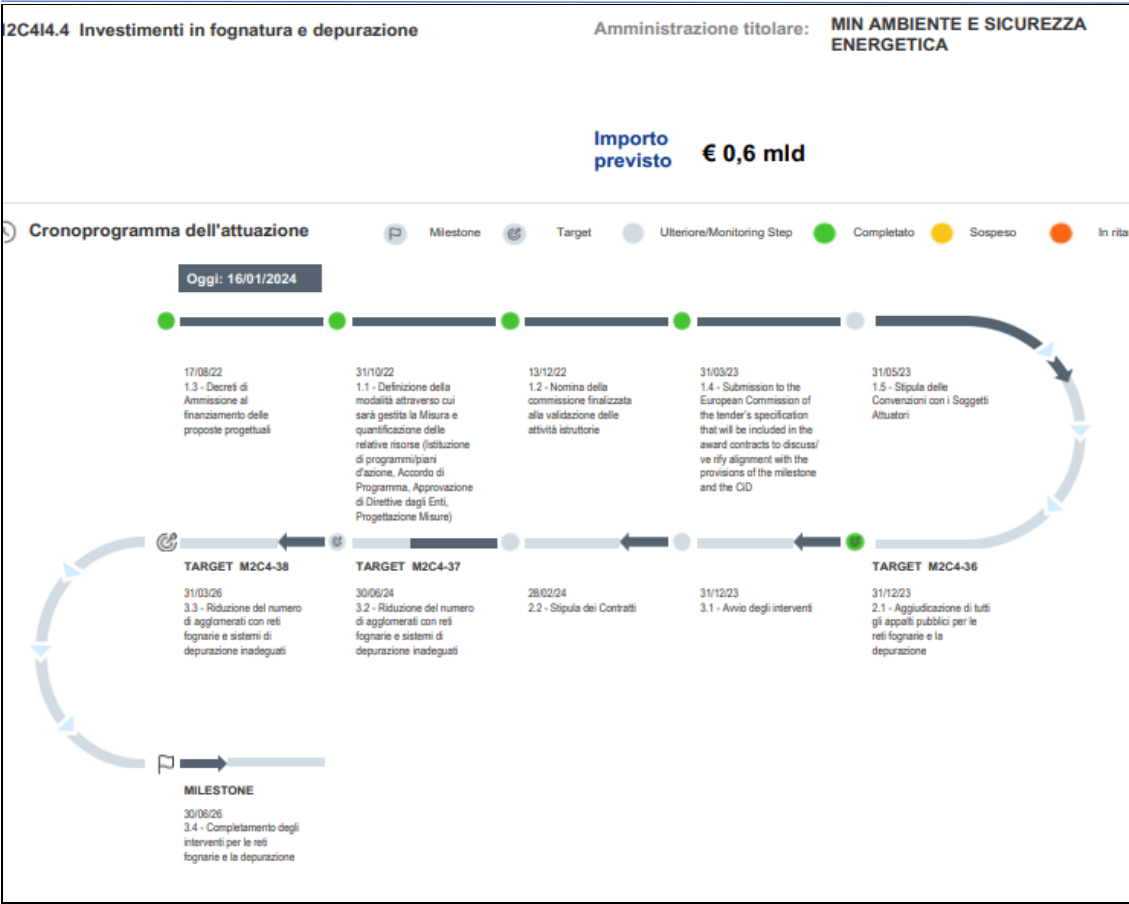 I2C4I4.4 Investimenti in fognatura e depurazione
Amministrazione titolare:
MIN AMBIENTE E SICUREZZA
ENERGETICA
Importo
previsto
€ 0,6 mld
Cronoprogramma dell'attuazione
Milestone
Target
Ulteriore/Monitoring Step
Completato
Sospeso
In rita
Oggi: 16/01/2024
17/08/22
1.3 - Decreti di
Ammissione al
finanziamento delle
proposte progettuali
31/10/22
1.1 - Definizione della
modalità attraverso cui
sarà gestita la Misura e
quantificazione delle
relative risorse (Istituzione
di programmi/piani
d'azione, Accordo di
Programma, Approvazione
di Direttive dagli Enti,
Progettazione Misure)
13/12/22
1.2 - Nomina della
commissione finalizzata
alla validazione delle
attività istruttorie
31/03/23
1.4 - Submission to the
European Commission of
the tender's specification
that will be included in the
award contracts to discuss/
ve rify alignment with the
provisions of the milestone
and the CiD
31/05/23
1.5 - Stipula delle
Convenzioni con i Soggetti
Attuatori
TARGET M2C4-38
31/03/26
3.3 - Riduzione del numero
di agglomerati con reti
fognarie e sistemi di
depurazione inadeguati
TARGET M2C4-37
30/06/24
3.2 - Riduzione del numero
di agglomerati con reti
fognarie e sistemi di
depurazione inadeguati
28/02/24
2.2 - Stipula dei Contratti
31/12/23
3.1 - Avvio degli interventi
TARGET M2C4-36
31/12/23
2.1 - Aggiudicazione di tutti
gli appalti pubblici per le
reti fognarie e la
depurazione
MILESTONE
30/06/26
3.4 - Completamento degli
interventi per le reti
fognarie e la depurazione